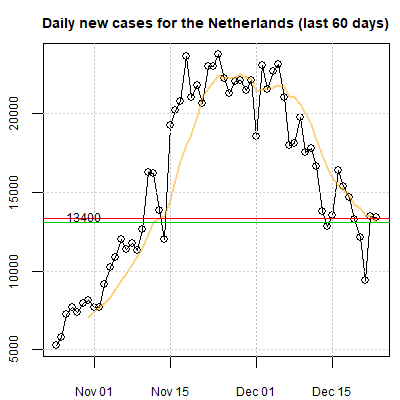 Daily new cases for the Netherlands (last 60 days)
20000
15000
10000
5000
13400
Nov 01 Nov 15 Dec 01 Dec 15